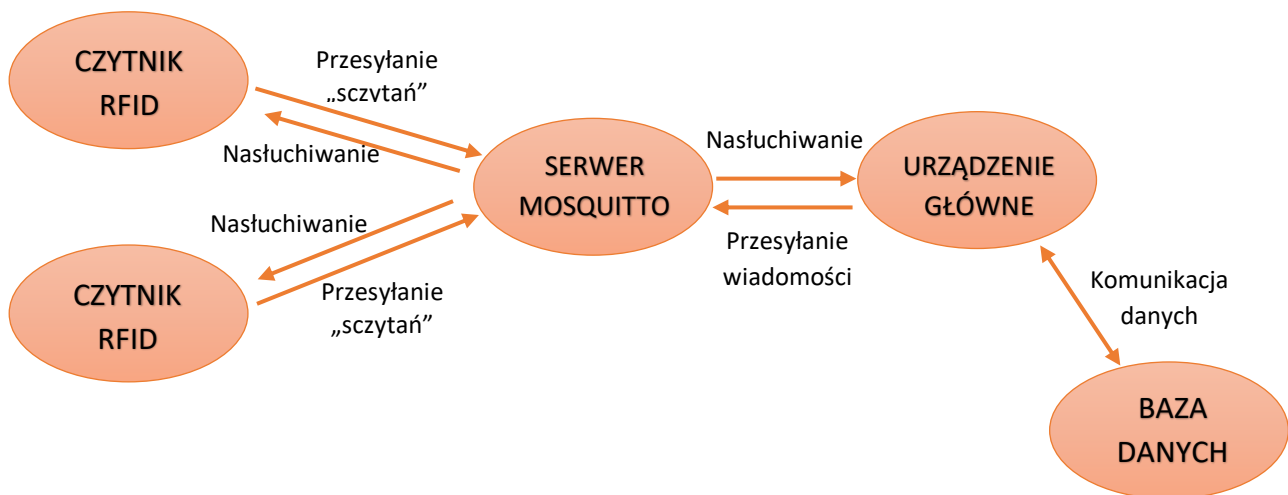 CZYTNIK
RFID
Przesyłanie
„sczytań”
Nasłuchiwanie
SERWER
MOSQUITTO
Nasłuchiwanie
URZĄDZENIE
GŁÓWNE
Przesyłanie
wiadomości
Nasłuchiwanie
CZYTNIK
RFID
Przesyłanie
„sczytań”
Komunikacja
danych
BAZA
DANYCH